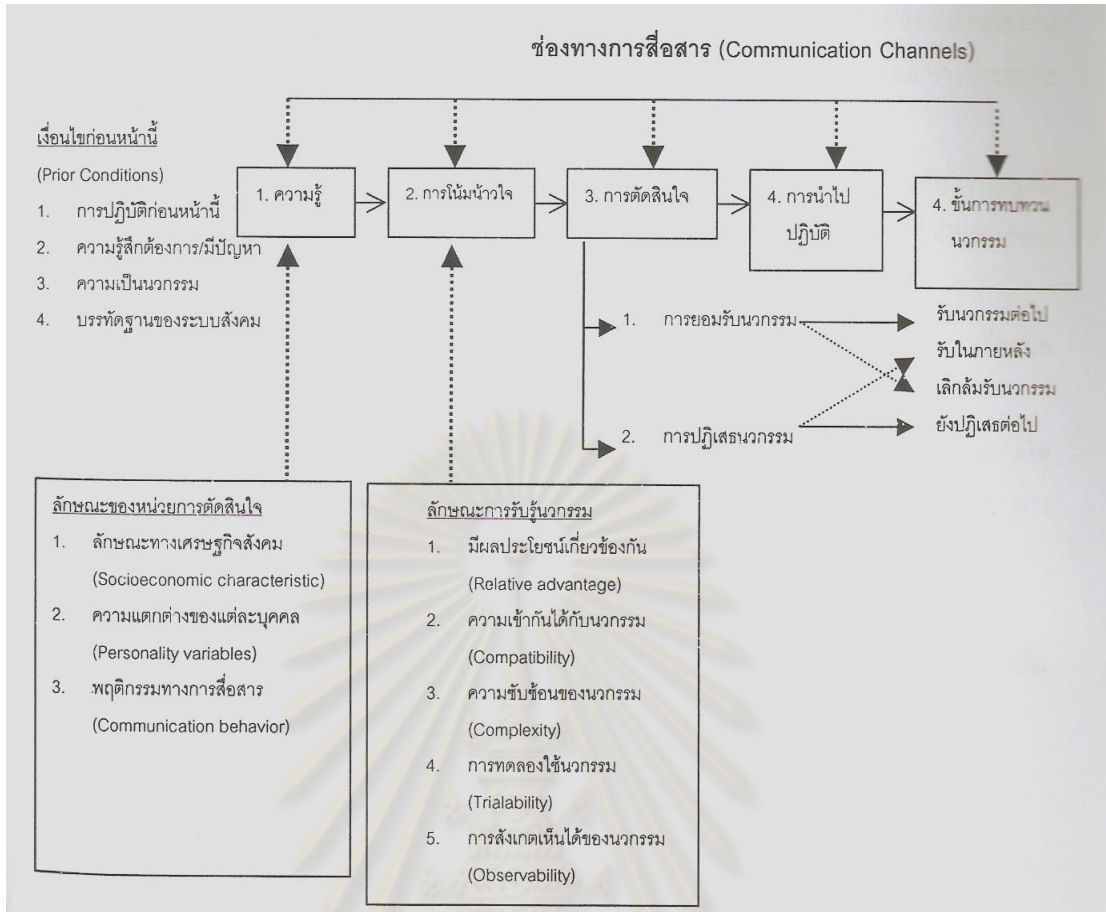 ช่องทางการสื่อสาร (Communication Channels)
เงื่อนไขก่อนหน้านี้
(Prior Conditions)
1. การปฏิบัติก่อนหน้านี้
2. ความรู้สึกต้องการ/มีปัญหา
3. ความเป็นนวกรรม
4. บรรทัดฐานของระบบสังคม
1. ความรู้
2. การโน้มน้าวใจ
3. การตัดสินใจ
4. การนำไป
ปฏิบัติ
4. ขั้นการทบทวน
นวกรรม
1. การยอมรับนวกรรม
2. การปฏิเสธนวกรรม
รับนวกรรมต่อไป
รับในภายหลัง
เลิกล้มรับนวกรรม
ยังปฏิเสธต่อไป
ลักษณะของหน่วยการตัดสินใจ
1. ลักษณะทางเศรษฐกิจสังคม
(Socioeconomic characteristic)
2. ความแตกต่างของแต่ละบุคคล
(Personality variables)
3. พฤติกรรมทางการสื่อสาร
(Communication behavior)
ลักษณะการรับรู้นวกรรม
1. มีผลประโยชน์เกี่ยวข้องกัน
(Relative advantage)
2. ความเข้ากันได้กับนวกรรม
(Compatibility)
3. ความซับซ้อนของนวกรรม
(Complexity)
4. การทดลองใช้นวกรรม
(Trialability)
5. การสังเกตเห็นได้ของนวกรรม
(Observability)